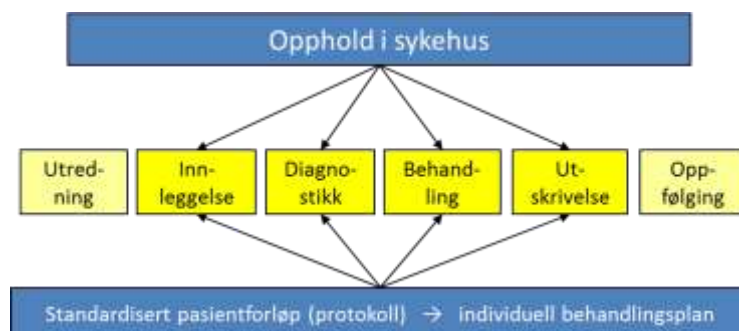 Opphold i sykehus
Utred-
ning
Inn-
leggelse
Diagno-
stikk
Behand-
ling
Ut-
skrivelse
Opp-
følging
Standardisert pasientforløp (protokoll) → individuell behandlingsplan